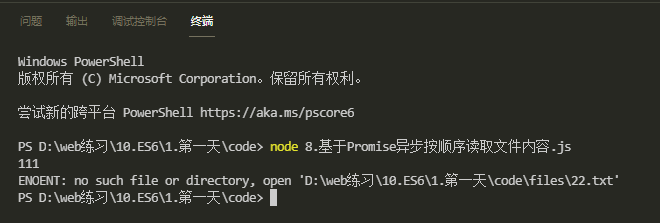 问题 输出 调试控制台 终端
Windows PowerShell
版权所有 (C) Microsoft Corporation。保留所有权利。
尝试新的跨平台 PowerShell https://aka.ms/pscore6
PS D:\web练习\10.ES6\1.第一天\code> node 8.基于Promise异步按顺序读取文件内容.js
111
ENOENT: no such file or directory, open 'D:\web练习\10.ES6\1.第一天\code\files\22.txt'
PS D:\web练习\10.ES6\1.第一天\code>